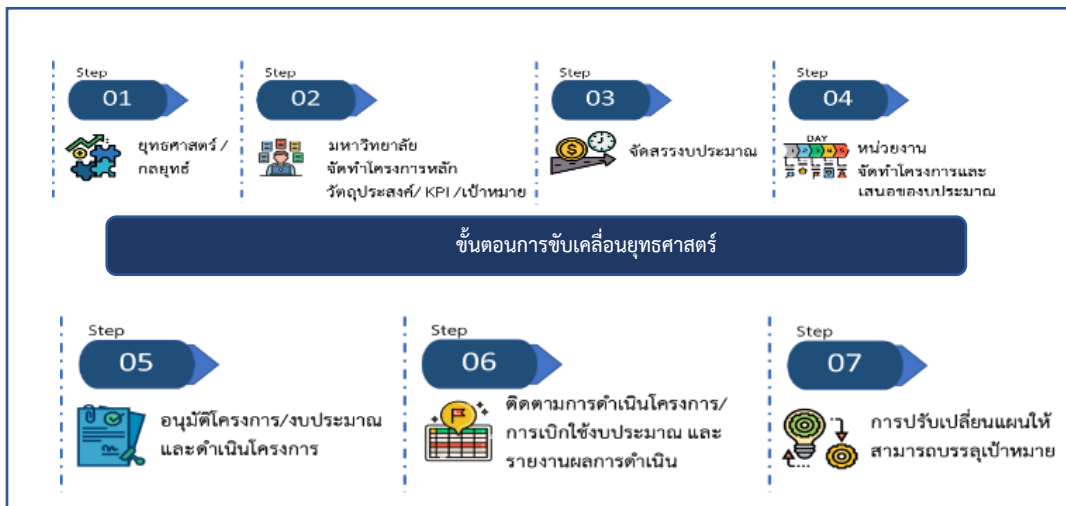 Step
01
ยุทธศาสตร์ /
กลยุทธ์
Step
02
มหาวิทยาลัย
จัดทำโครงการหลัก
วัตถุประสงค์/ KPI /เป้าหมาย
Step
03
จัดสรรงบประมาณ
Step
04
DAY
หน่วยงาน
จัดทำโครงการและ
เสนอของบประมาณ
ขั้นตอนการขับเคลื่อนยุทธศาสตร์
Step
05
อนุมัติโครงการ/งบประมาณ
และดำเนินโครงการ
Step
06
ติดตามการดำเนินโครงการ/
การเบิกใช้งบประมาณ และ
รายงานผลการดำเนิน
Step
07
การปรับเปลี่ยนแผนให้
สามารถบรรลุเป้าหมาย